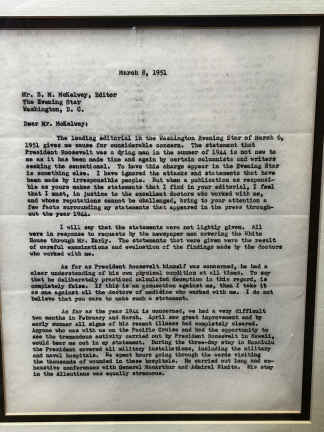 March 8, 1951
Mr. B. M. McKelway, Editor
The Evening Star
Washington, D. C.
Dear Mr. McKelway:
The leading editorial in the Washington Evening Star of March 6,
1951 gives me cause for considerable concern. The statement that
President Roosevelt was a dying man in the summer of 1944 is not new to
me as it has been made time and again by certain columnists and writers
seeking the sensational. To have this charge appear in the Evening Star
is something else. I have ignored the attacks and statements that have
been made by irresponsible people. But when a publication as responsi-
ble as yours makes the statements that I find in your editorial, I feel
that I must, in justice to the excellent doctors who worked with me,
and whose reputations cannot be challenged, bring to your attention a
few facts surrounding my statements that appeared in the press through-
out the year 1944.
I will say that the statements were not lightly given. All
were in response to requests by the newspaper men covering the White
House through Mr. Early. The statements that were given were the result
of careful examinations and evaluation of the findings made by the doctors
who worked with me.
As far as President Roosevelt himself was concerned, he had a
clear understanding of his own physical condition at all times. To say
that he deliberately practiced calculated deception in this regard, is
completely false. If this is an accusation against me, then I take it
as one against all the doctors of medicine who worked with me. I do not
believe that you care to make such a statement.
As far as the year 1944 is concerned, we had a very difficult
two months in February and March. April saw great improvement and by
early summer all signs of his recent illness had completely cleared.
Anyone who was with us on the Pacific Cruise and had the opportunity to
see the tremendous activity carried out by President Roosevelt in Honolulu
would bear me out in my statement. During the three-day stay in Honolulu
the President covered all military installations, including the military
and naval hospitals. He spent hours going through the wards visiting
the thousands of wounded in these hospitals. He carried out long and ex-
haustive conferences with General MacArthur and Admiral Nimitz. His stay
in the Aleutians was equally strenuous.